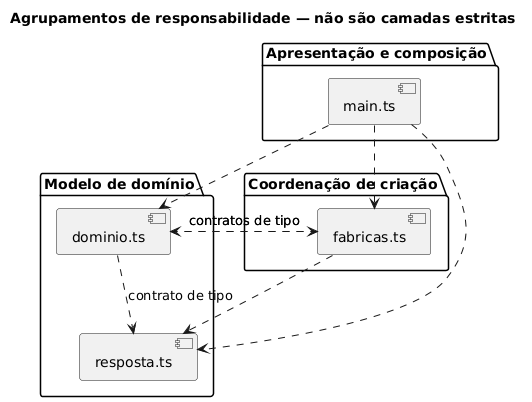 Agrupamentos de responsabilidade — não são camadas estritas
Apresentação e composição
main.ts
Modelo de domínio
Coordenação de criação
dominio.ts
contratos de tipo
fabricas.ts
contrato de tipo
resposta.ts